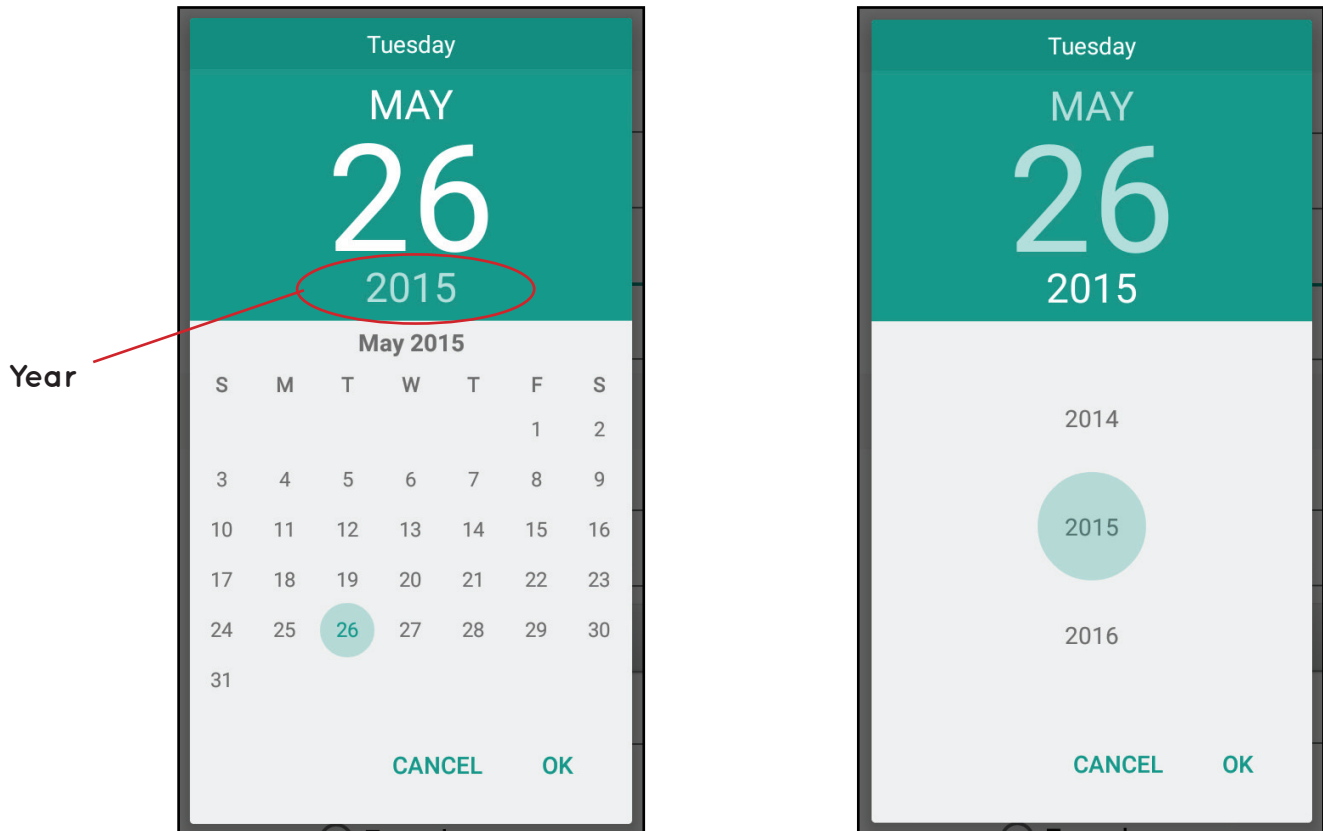 Year
Tuesday
MAY
26
2015
May 2015
S M T W T F S
1 2
3 4 5 6 7 8 9
10 11 12 13 14 15 16
17 18 19 20 21 22 23
24 25 26 27 28 29 30
31
CANCEL OK
Tuesday
MAY
26
2015
2014
2015
2016
CANCEL OK